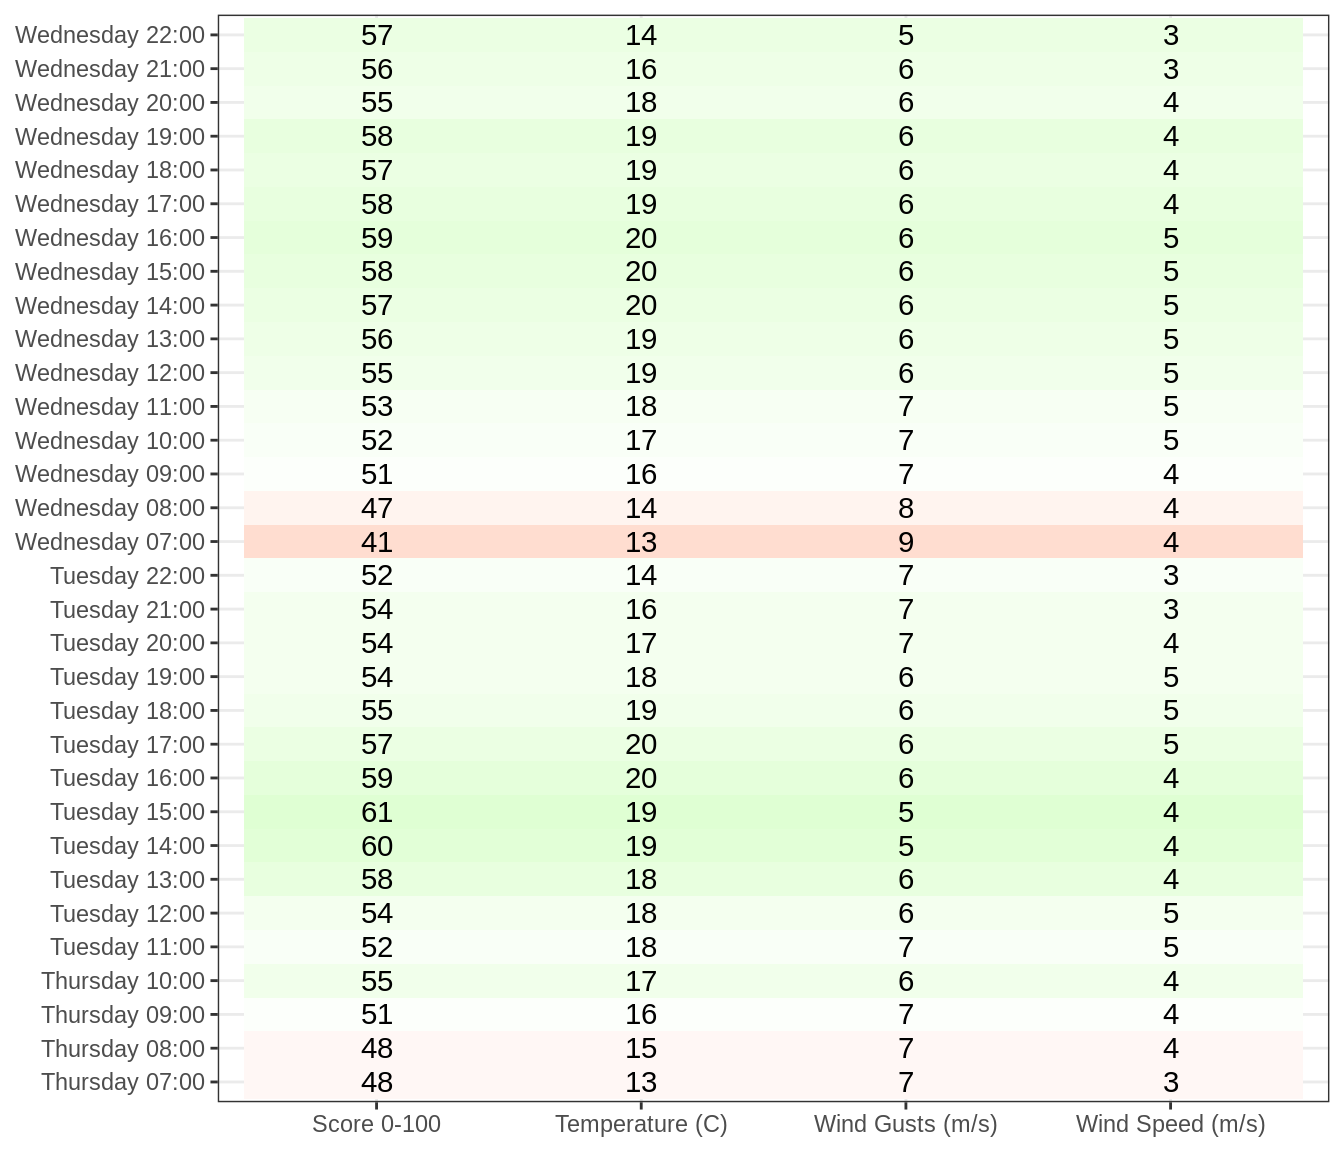 Wednesday 22:00 57 14 5 3
Wednesday 21:00 56 16 6 3
Wednesday 20:00 55 18 6 4
Wednesday 19:00 58 19 6 4
Wednesday 18:00 57 19 6 4
Wednesday 17:00 58 19 6 4
Wednesday 16:00 59 20 6 5
Wednesday 15:00 58 20 6 5
Wednesday 14:00 57 20 6 5
Wednesday 13:00 56 19 6 5
Wednesday 12:00 55 19 6 5
Wednesday 11:00 53 18 7 5
Wednesday 10:00 52 17 7 5
Wednesday 09:00 51 16 7 4
Wednesday 08:00 47 14 8 4
Wednesday 07:00 41 13 9 4
Tuesday 22:00 52 14 7 3
Tuesday 21:00 54 16 7 3
Tuesday 20:00 54 17 7 4
Tuesday 19:00 54 18 6 5
Tuesday 18:00 55 19 6 5
Tuesday 17:00 57 20 6 5
Tuesday 16:00 59 20 6 4
Tuesday 15:00 61 19 5 4
Tuesday 14:00 60 19 5 4
Tuesday 13:00 58 18 6 4
Tuesday 12:00 54 18 6 5
Tuesday 11:00 52 18 7 5
Thursday 10:00 55 17 6 4
Thursday 09:00 51 16 7 4
Thursday 08:00 48 15 7 4
Thursday 07:00 48 13 7 3
Score 0-100 Temperature (C) Wind Gusts (m/s) Wind Speed (m/s)